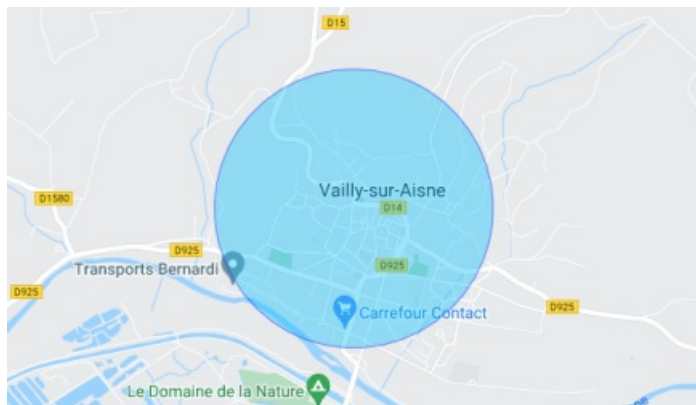 D15
Vailly-sur-Aisne
D1580
D14
D925
Transports Bernardi
D925
D925
D925
Carrefour Contact
Le Domaine de la Nature
ne